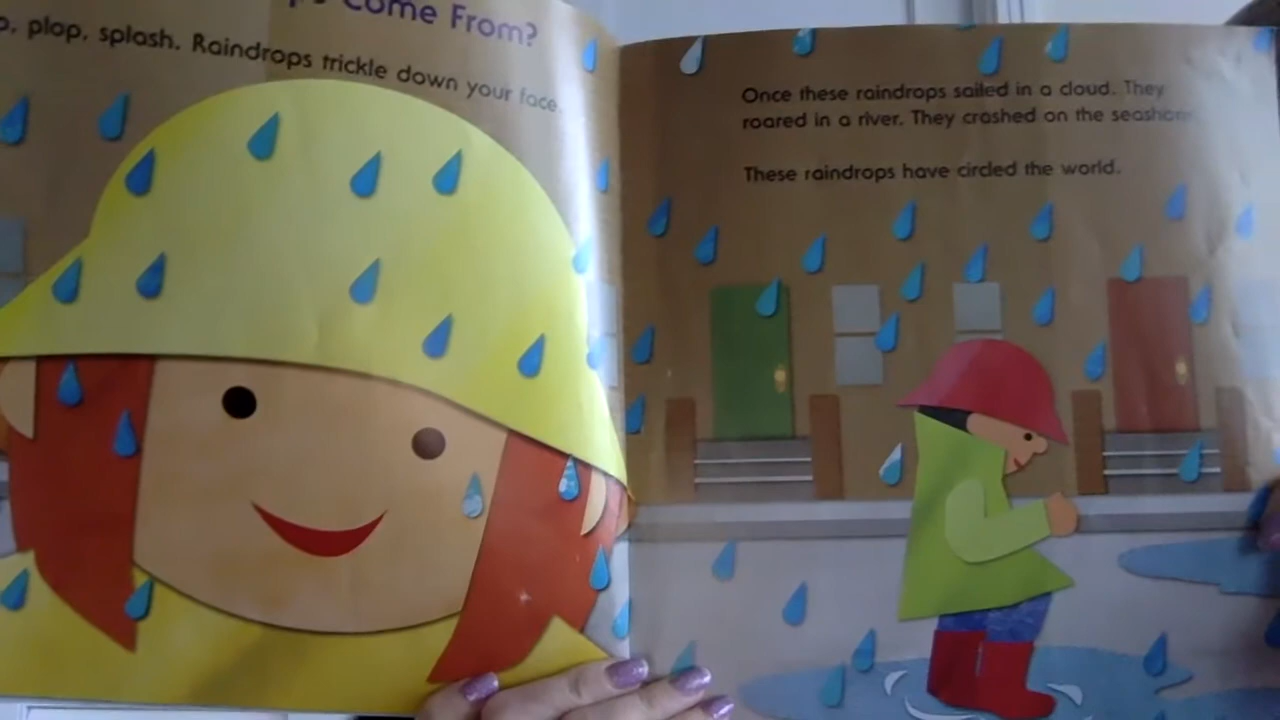 Come From?
plop, splash. Raindrops trickle down your face.
Once these raindrops sailed in a cloud. They
roared in a river. They crashed on the seashore.
These raindrops have circled the world.